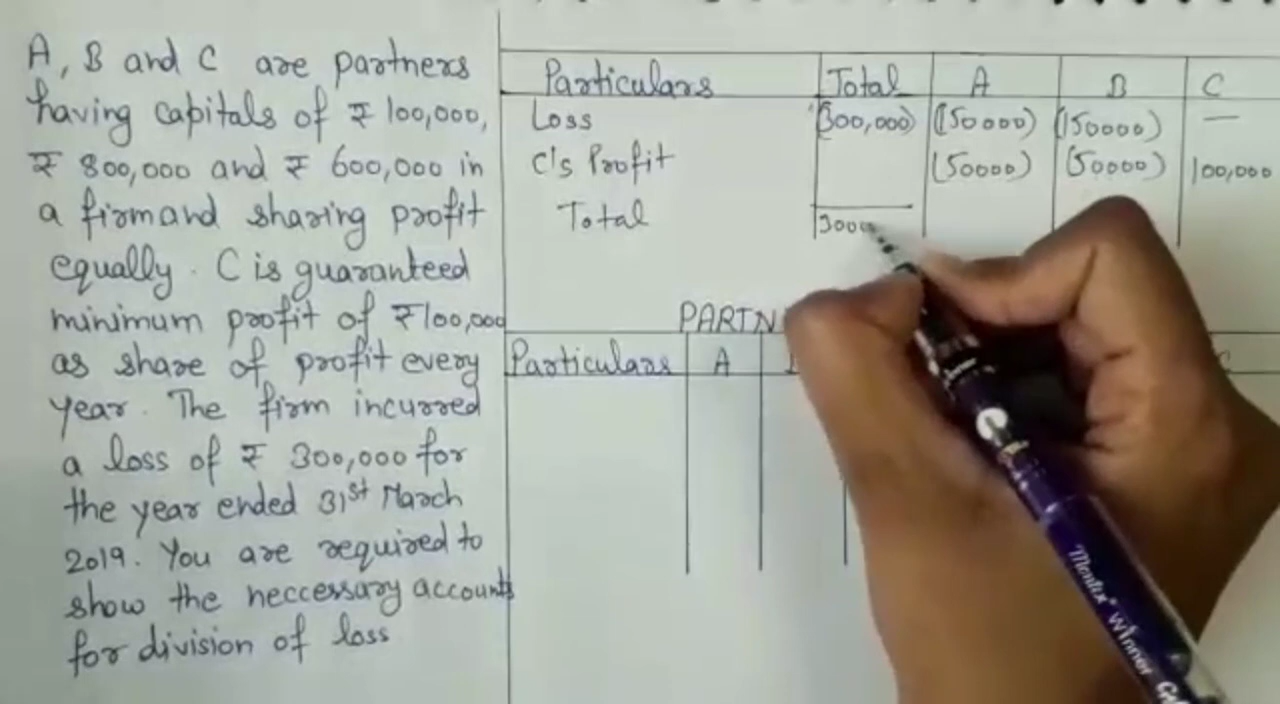 A, B and C are partners
having capitals of ₹ 100,000,
₹ 800,000 and ₹ 600,000 in
a firm and sharing profit
equally. C is guaranteed
minimum profit of ₹100,000
as share of profit every
year. The firm incurred
a loss of ₹ 300,000 for
the year ended 31st March
2019. You are required to
show the neccessary accounts
for division of loss
Particulars Total A B C
Loss (300,000) (150000) (150000) —
C's Profit (50000) (50000) 100,000
Total 3000
PARTN
Particulars A C
Montex winner